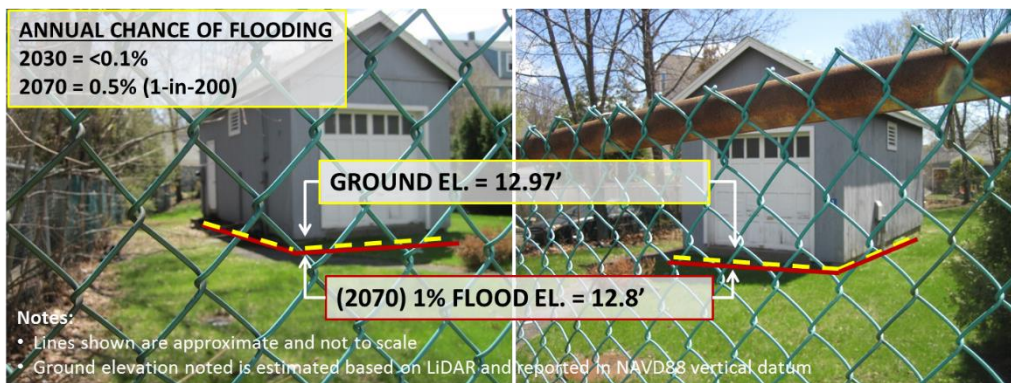 ANNUAL CHANCE OF FLOODING
2030 = <0.1%
2070 = 0.5% (1-in-200)
GROUND EL. = 12.97’
(2070) 1% FLOOD EL. = 12.8’
Notes:
• Lines shown are approximate and not to scale
• Ground elevation noted is estimated based on LiDAR and reported in NAVD88 vertical datum